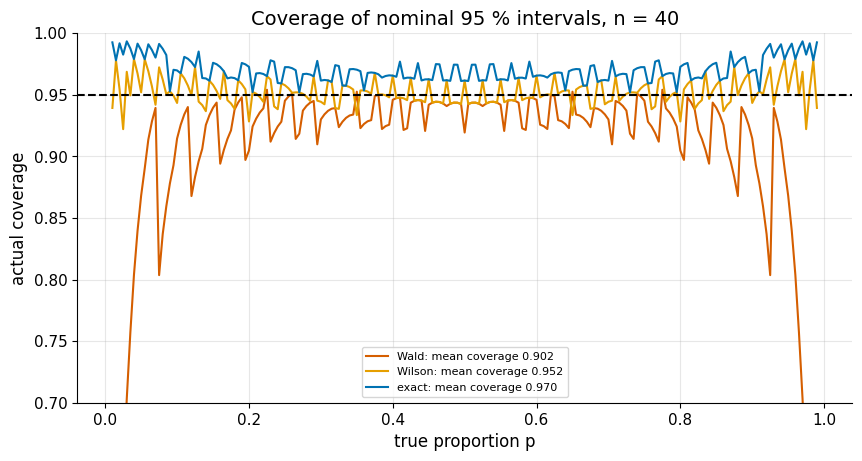 Coverage of nominal 95 % intervals, n = 40
actual coverage
1.00
0.95
0.90
0.85
0.80
0.75
0.70
Wald: mean coverage 0.902
Wilson: mean coverage 0.952
exact: mean coverage 0.970
0.0 0.2 0.4 0.6 0.8 1.0
true proportion p